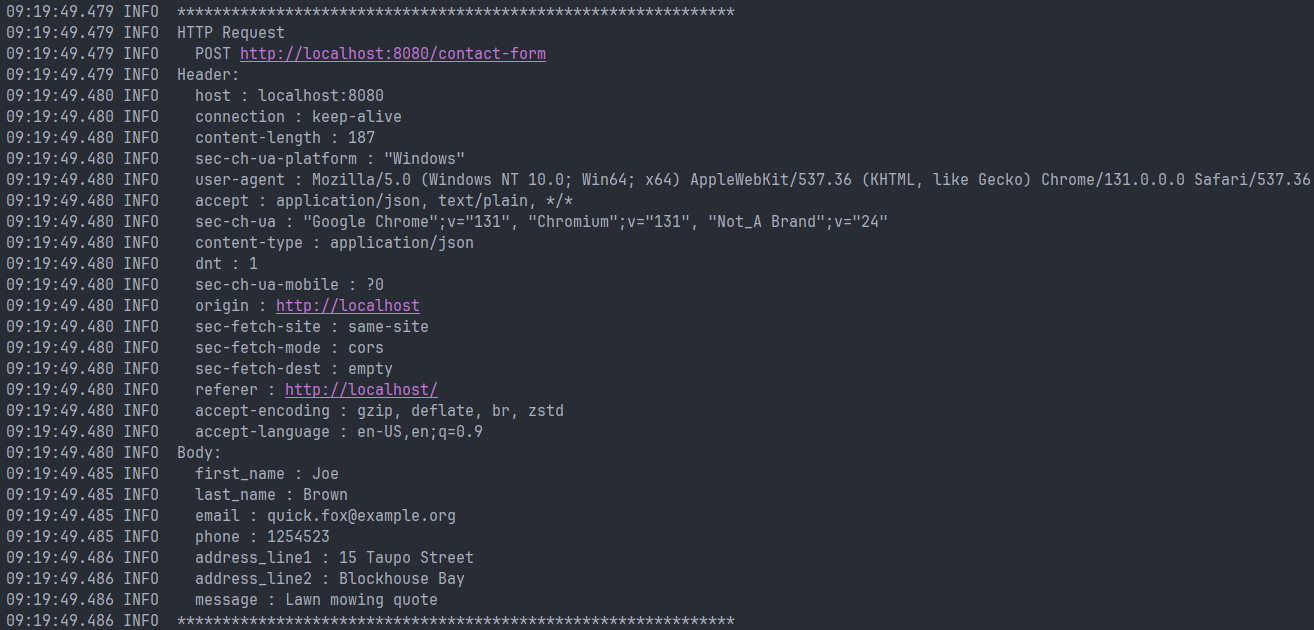 09:19:49.479 INFO  **************************************************************
09:19:49.479 INFO  HTTP Request
09:19:49.479 INFO    POST http://localhost:8080/contact-form
09:19:49.479 INFO  Header:
09:19:49.480 INFO    host : localhost:8080
09:19:49.480 INFO    connection : keep-alive
09:19:49.480 INFO    content-length : 187
09:19:49.480 INFO    sec-ch-ua-platform : "Windows"
09:19:49.480 INFO    user-agent : Mozilla/5.0 (Windows NT 10.0; Win64; x64) AppleWebKit/537.36 (KHTML, like Gecko) Chrome/131.0.0.0 Safari/537.36
09:19:49.480 INFO    accept : application/json, text/plain, */*
09:19:49.480 INFO    sec-ch-ua : "Google Chrome";v="131", "Chromium";v="131", "Not_A Brand";v="24"
09:19:49.480 INFO    content-type : application/json
09:19:49.480 INFO    dnt : 1
09:19:49.480 INFO    sec-ch-ua-mobile : ?0
09:19:49.480 INFO    origin : http://localhost
09:19:49.480 INFO    sec-fetch-site : same-site
09:19:49.480 INFO    sec-fetch-mode : cors
09:19:49.480 INFO    sec-fetch-dest : empty
09:19:49.480 INFO    referer : http://localhost/
09:19:49.480 INFO    accept-encoding : gzip, deflate, br, zstd
09:19:49.480 INFO    accept-language : en-US,en;q=0.9
09:19:49.480 INFO  Body:
09:19:49.485 INFO    first_name : Joe
09:19:49.485 INFO    last_name : Brown
09:19:49.485 INFO    email : quick.fox@example.org
09:19:49.485 INFO    phone : 1254523
09:19:49.486 INFO    address_line1 : 15 Taupo Street
09:19:49.486 INFO    address_line2 : Blockhouse Bay
09:19:49.486 INFO    message : Lawn mowing quote
09:19:49.486 INFO  **************************************************************